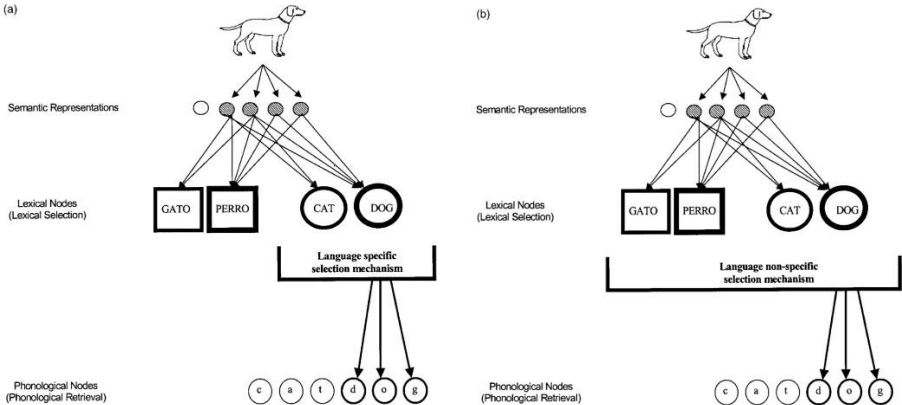 (a)
Semantic Representations
Lexical Nodes
(Lexical Selection)
GATO
PERRO
CAT
DOG
Language specific
selection mechanism
Phonological Nodes
(Phonological Retrieval)
c a t d o g
(b)
Semantic Representations
Lexical Nodes
(Lexical Selection)
GATO
PERRO
CAT
DOG
Language non-specific
selection mechanism
Phonological Nodes
(Phonological Retrieval)
c a t d o g